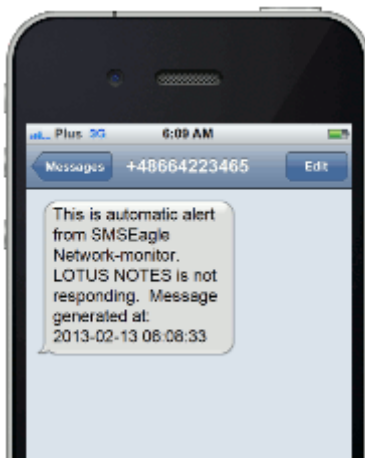 Plus 3G 6:09 AM
Messages +48664223465 Edit
This is automatic alert
from SMSEagle
Network-monitor.
LOTUS NOTES is not
responding. Message
generated at:
2013-02-13 06:08:33